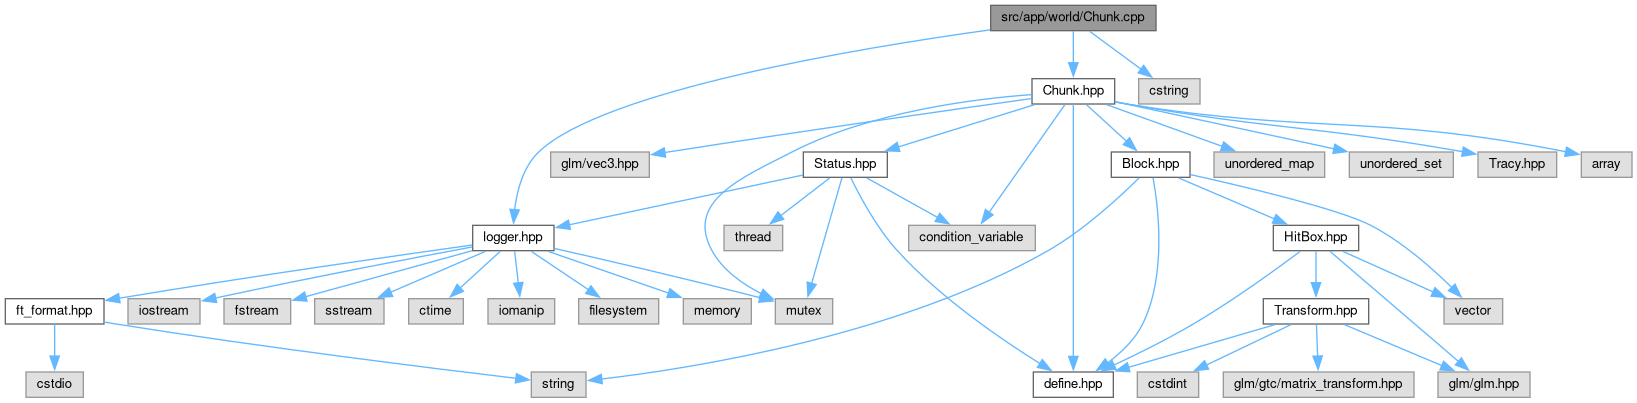 src/app/world/Chunk.cpp
Chunk.hpp
cstring
glm/vec3.hpp
Status.hpp
Block.hpp
unordered_map
unordered_set
Tracy.hpp
array
logger.hpp
thread
condition_variable
HitBox.hpp
ft_format.hpp
iostream
fstream
sstream
ctime
iomanip
filesystem
memory
mutex
Transform.hpp
vector
cstdio
string
define.hpp
cstdint
glm/gtc/matrix_transform.hpp
glm/glm.hpp